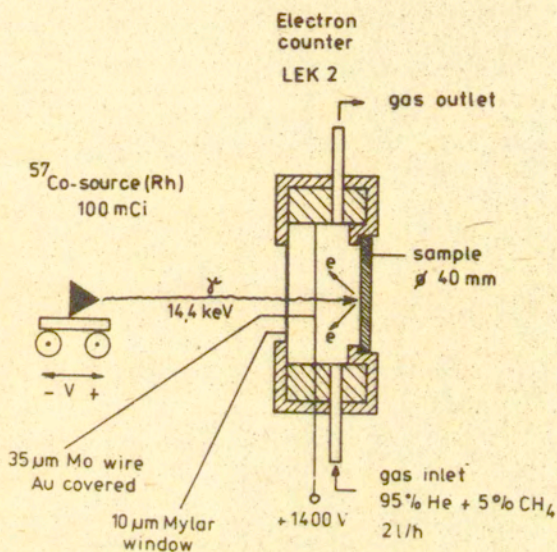 Electron
counter
LEK 2
gas outlet
57Co-source (Rh)
100 mCi
sample
ø 40 mm
e
γ
14,4 keV
e
- V +
35 µm Mo wire
Au covered
10 µm Mylar
window
+ 1400 V
gas inlet
95 % He + 5 % CH4
2 l/h